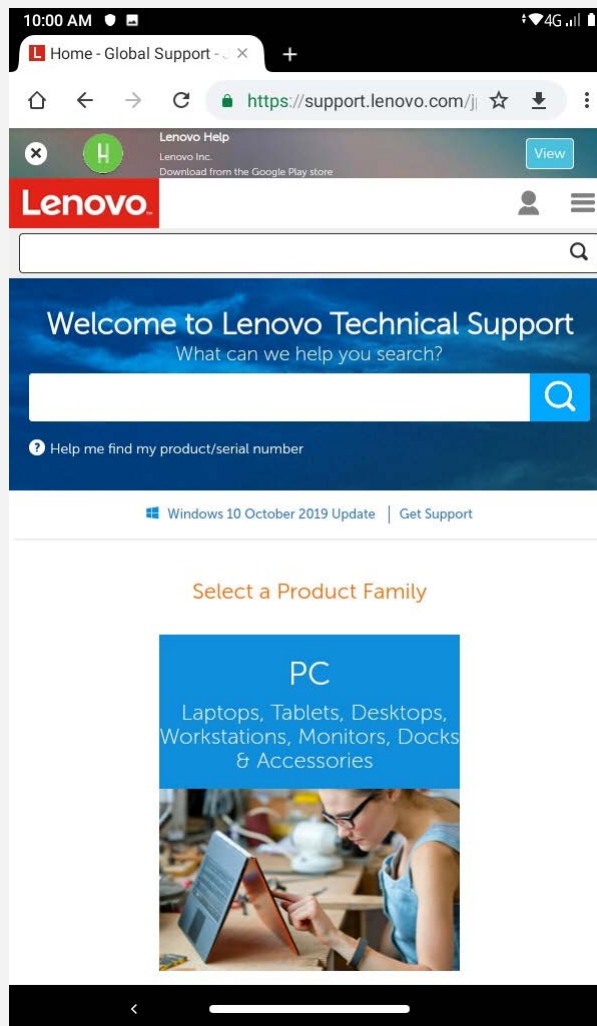 10:00 AM
4G
L Home - Global Support - J
https://support.lenovo.com/j
H
Lenovo Help
Lenovo Inc.
Download from the Google Play store
View
Lenovo
Welcome to Lenovo Technical Support
What can we help you search?
? Help me find my product/serial number
Windows 10 October 2019 Update | Get Support
Select a Product Family
PC
Laptops, Tablets, Desktops,
Workstations, Monitors, Docks
& Accessories